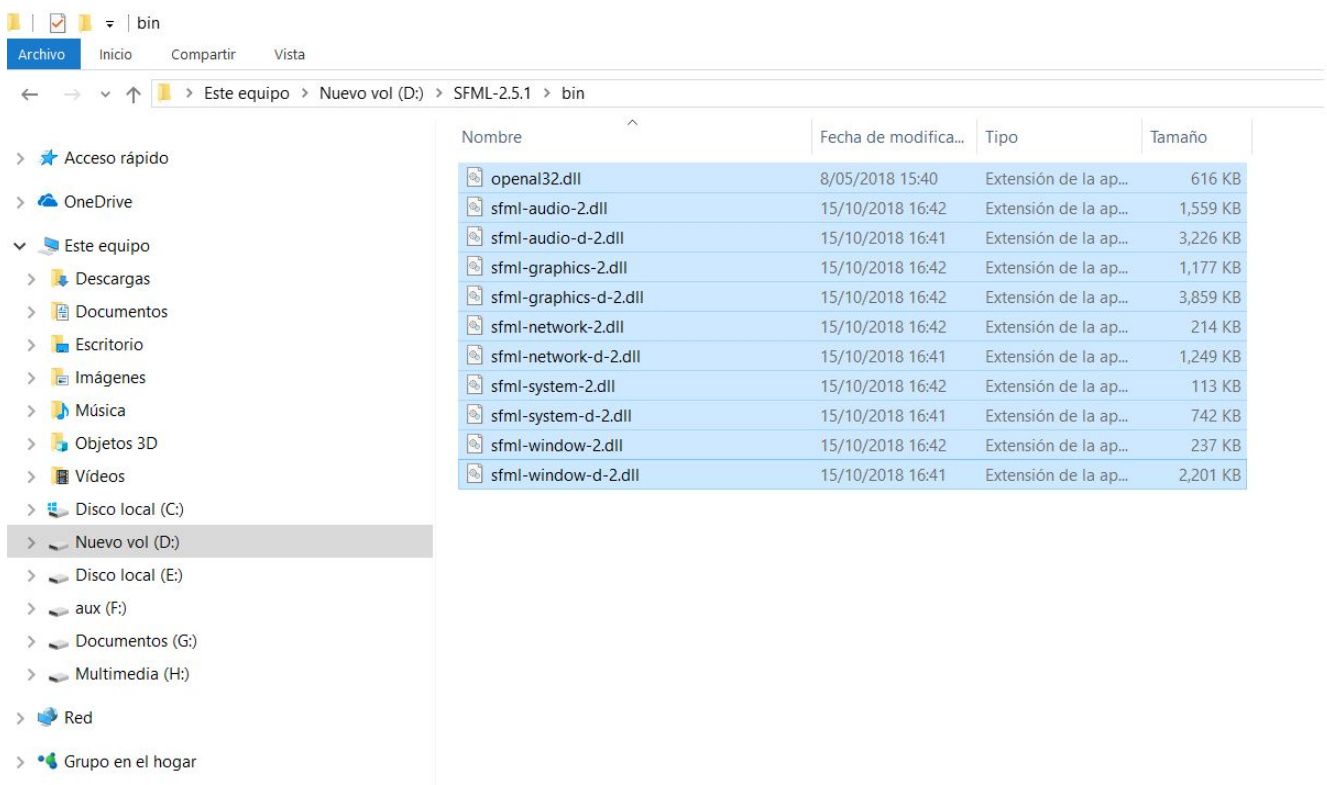 bin
Archivo Inicio Compartir Vista
Este equipo > Nuevo vol (D:) > SFML-2.5.1 > bin
Acceso rápido
OneDrive
Este equipo
Descargas
Documentos
Escritorio
Imágenes
Música
Objetos 3D
Vídeos
Disco local (C:)
Nuevo vol (D:)
Disco local (E:)
aux (F:)
Documentos (G:)
Multimedia (H:)
Red
Grupo en el hogar
Nombre Fecha de modifica... Tipo Tamaño
openal32.dll 8/05/2018 15:40 Extensión de la ap... 616 KB
sfml-audio-2.dll 15/10/2018 16:42 Extensión de la ap... 1,559 KB
sfml-audio-d-2.dll 15/10/2018 16:41 Extensión de la ap... 3,226 KB
sfml-graphics-2.dll 15/10/2018 16:42 Extensión de la ap... 1,177 KB
sfml-graphics-d-2.dll 15/10/2018 16:42 Extensión de la ap... 3,859 KB
sfml-network-2.dll 15/10/2018 16:42 Extensión de la ap... 214 KB
sfml-network-d-2.dll 15/10/2018 16:41 Extensión de la ap... 1,249 KB
sfml-system-2.dll 15/10/2018 16:42 Extensión de la ap... 113 KB
sfml-system-d-2.dll 15/10/2018 16:41 Extensión de la ap... 742 KB
sfml-window-2.dll 15/10/2018 16:42 Extensión de la ap... 237 KB
sfml-window-d-2.dll 15/10/2018 16:41 Extensión de la ap... 2,201 KB